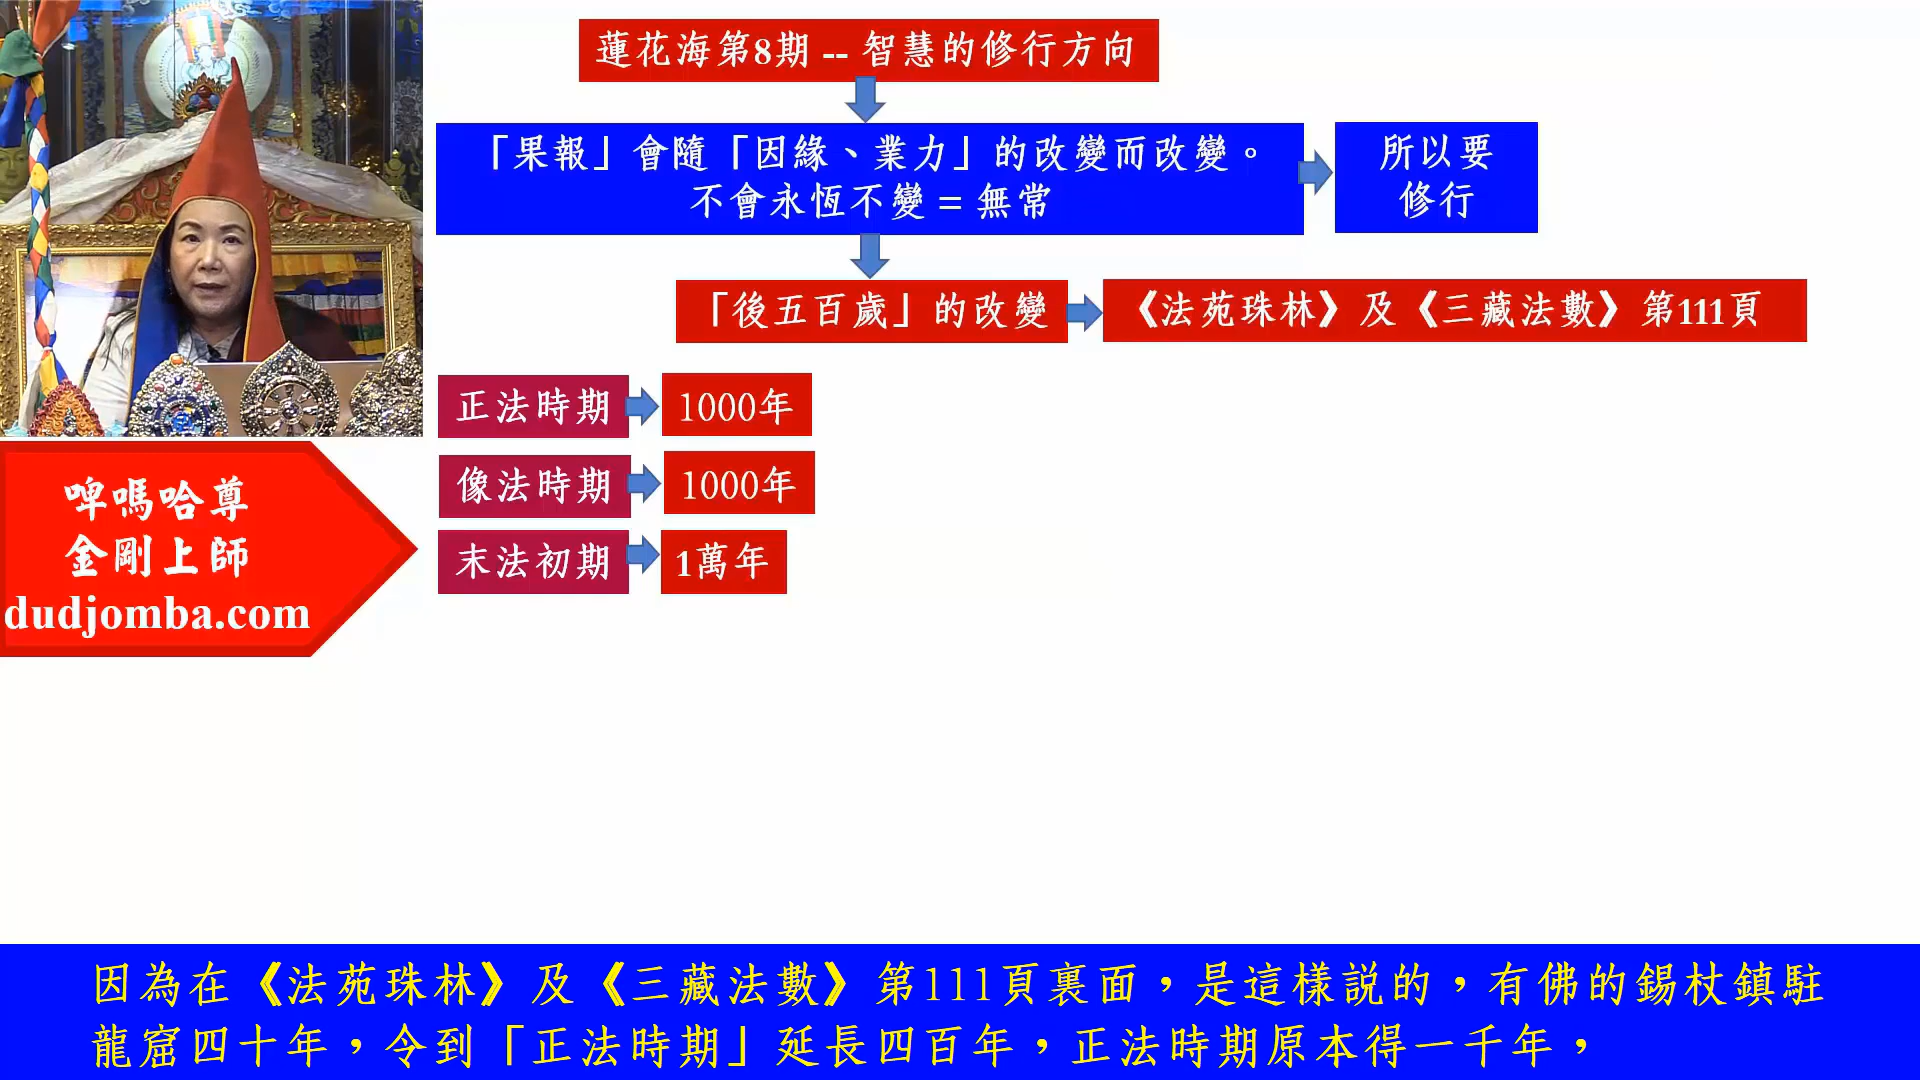 蓮花海第8期 -- 智慧的修行方向
「果報」會隨「因緣、業力」的改變而改變。
不會永恆不變 = 無常
所以要
修行
「後五百歲」的改變
《法苑珠林》及《三藏法數》第111頁
正法時期
1000年
像法時期
1000年
末法初期
1萬年
啤嗎哈尊
金剛上師
dudjomba.com
因為在《法苑珠林》及《三藏法數》第111頁裏面，是這樣説的，有佛的錫杖鎮駐
龍窟四十年，令到「正法時期」延長四百年，正法時期原本得一千年，